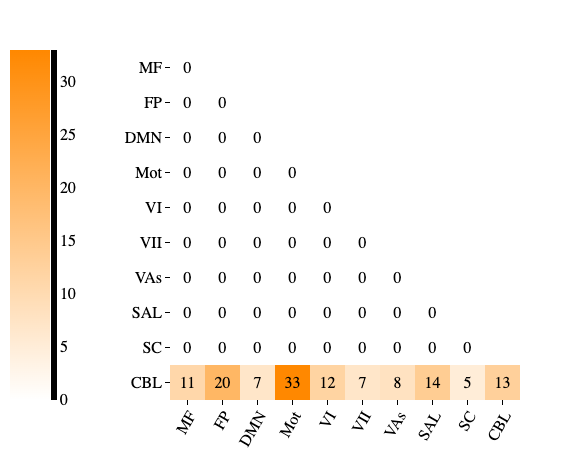 30
25
20
15
10
5
0
MF 0
FP 0 0
DMN 0 0 0
Mot 0 0 0 0
VI 0 0 0 0 0
VII 0 0 0 0 0 0
VAs 0 0 0 0 0 0 0
SAL 0 0 0 0 0 0 0 0
SC 0 0 0 0 0 0 0 0 0
CBL 11 20 7 33 12 7 8 14 5 13
MF FP DMN Mot VI VII VAs SAL SC CBL